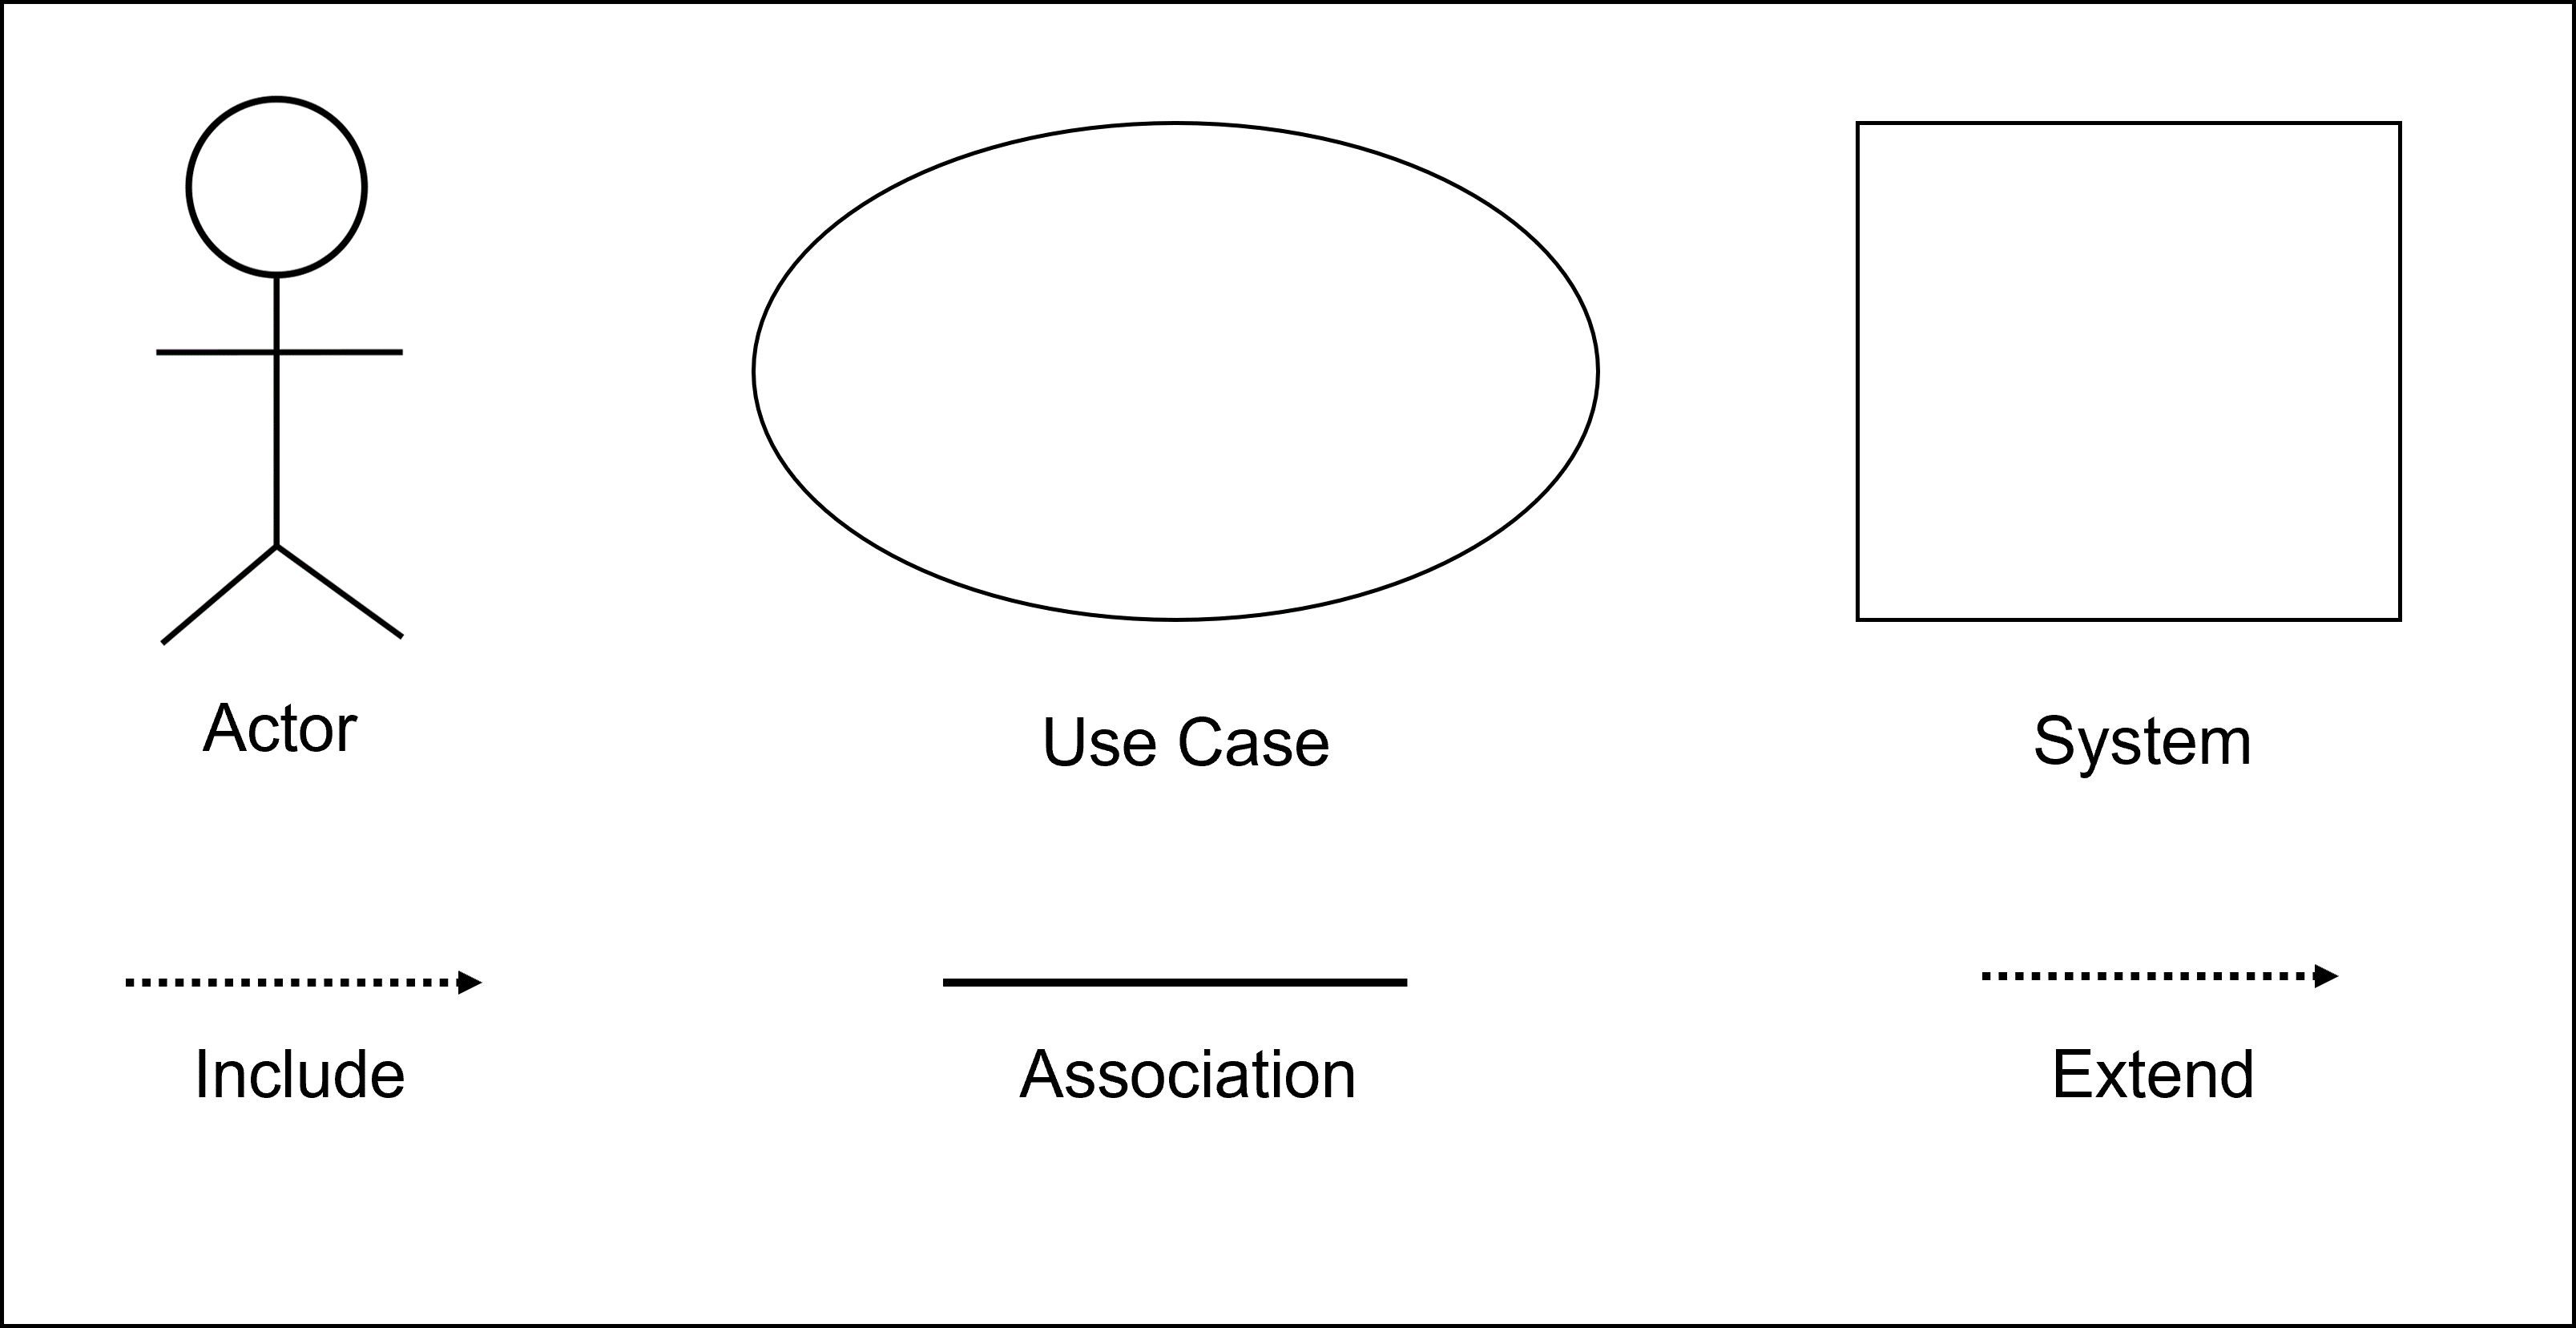 Actor
Use Case
System
Include
Association
Extend